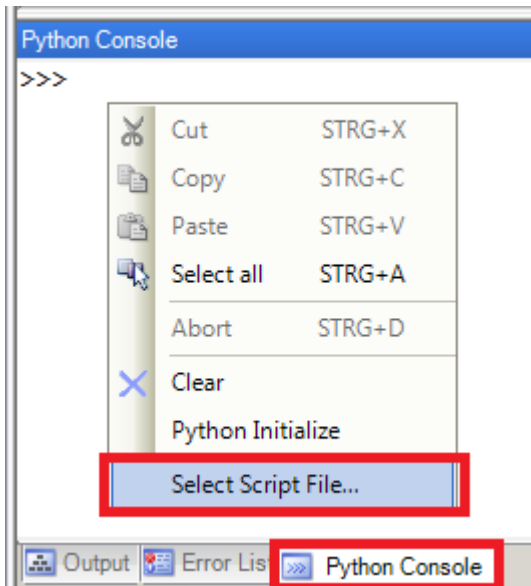 Python Console
>>>
Cut STRG+X
Copy STRG+C
Paste STRG+V
Select all STRG+A
Abort STRG+D
Clear
Python Initialize
Select Script File...
Output Error Lis Python Console